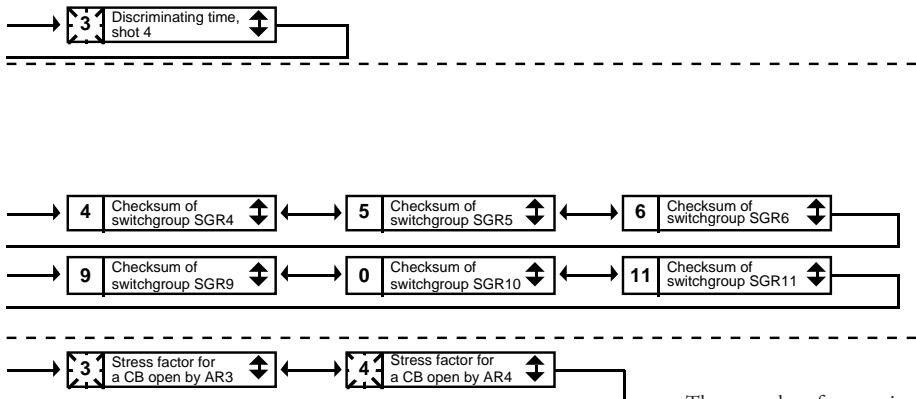 3 Discriminating time,
shot 4
4 Checksum of
switchgroup SGR4
5 Checksum of
switchgroup SGR5
6 Checksum of
switchgroup SGR6
9 Checksum of
switchgroup SGR9
0 Checksum of
switchgroup SGR10
11 Checksum of
switchgroup SGR11
3 Stress factor for
a CB open by AR3
4 Stress factor for
a CB open by AR4